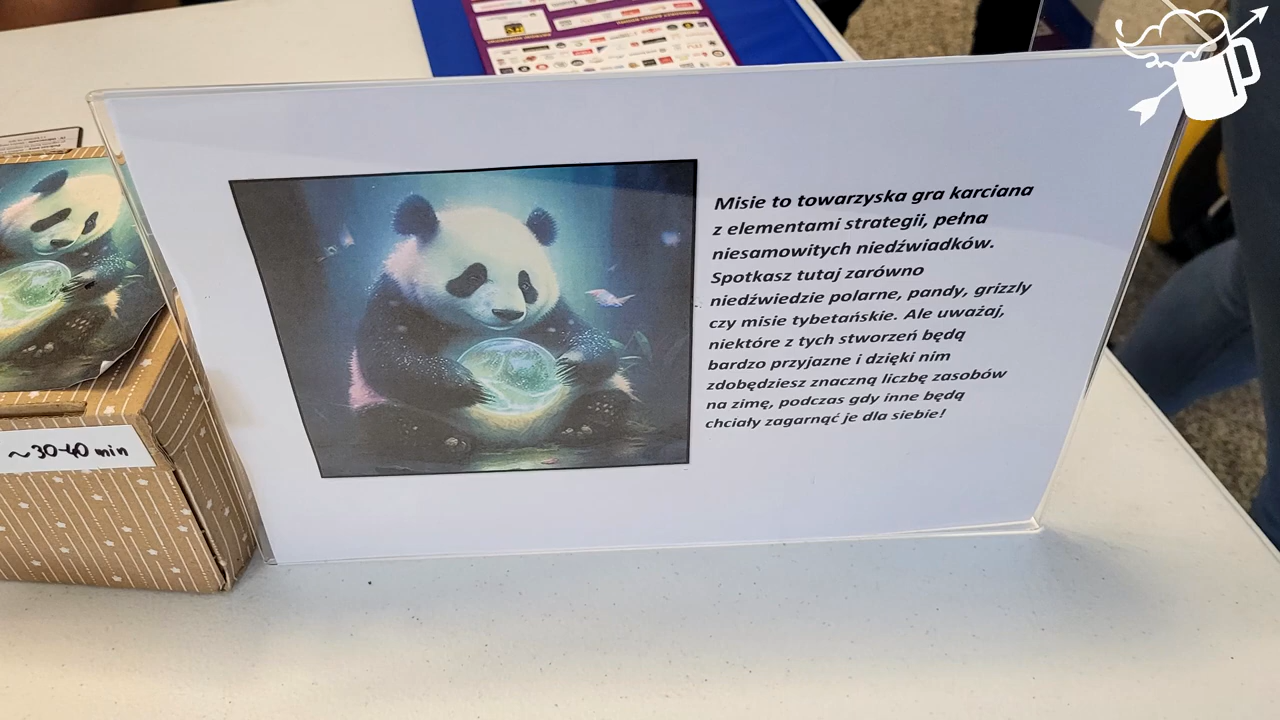 Misie to towarzyska gra karciana
z elementami strategii, pełna
niesamowitych niedźwiadków.
Spotkasz tutaj zarówno
niedźwiedzie polarne, pandy, grizzly
czy misie tybetańskie. Ale uważaj,
niektóre z tych stworzeń będą
bardzo przyjazne i dzięki nim
zdobędziesz znaczną liczbę zasobów
na zimę, podczas gdy inne będą
chciały zagarnąć je dla siebie!
~30-40 min